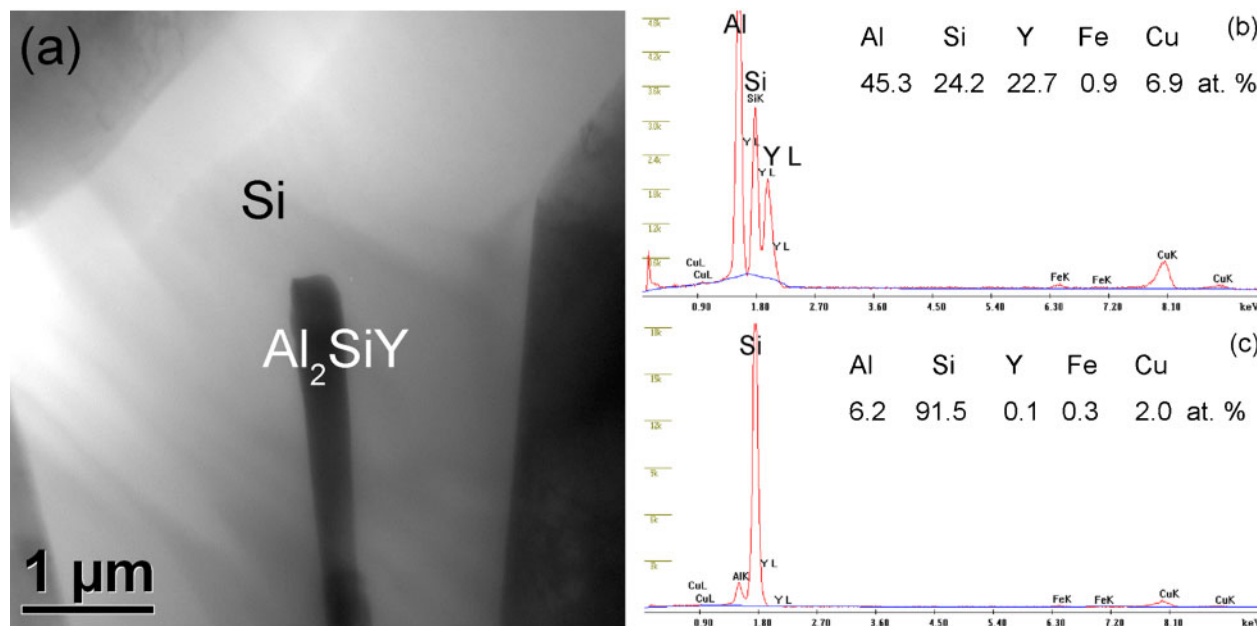 (a)
Si
Al₂SiY
1 μm
(b)
Al
Al Si Y Fe Cu
45.3 24.2 22.7 0.9 6.9 at. %
Si
SiK
Y L
Y L
Y L
Y L
CuL
CuL
FeK
FeK
CuK
CuK
0.90 1.80 2.70 3.60 4.50 5.40 6.30 7.20 8.10 keV
(c)
Si
Al Si Y Fe Cu
6.2 91.5 0.1 0.3 2.0 at. %
AlK
Y L
Y L
CuL
CuL
FeK
FeK
CuK
CuK
0.90 1.80 2.70 3.60 4.50 5.40 6.30 7.20 8.10 keV